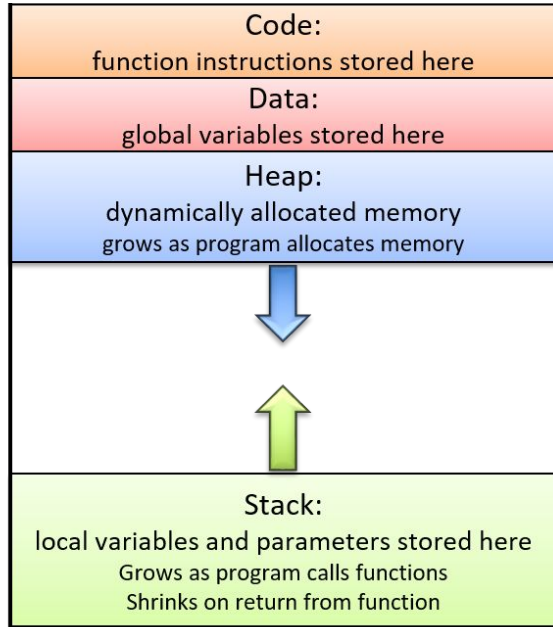 Code:
function instructions stored here
Data:
global variables stored here
Heap:
dynamically allocated memory
grows as program allocates memory
Stack:
local variables and parameters stored here
Grows as program calls functions
Shrinks on return from function